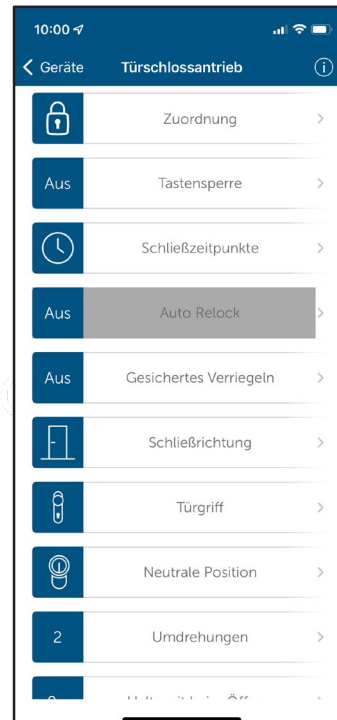 10:00
Geräte Türschlossantrieb
Zuordnung
Aus Tastensperre
Schließzeitpunkte
Aus Auto Relock
Aus Gesichertes Verriegeln
Schließrichtung
Türgriff
Neutrale Position
2 Umdrehungen